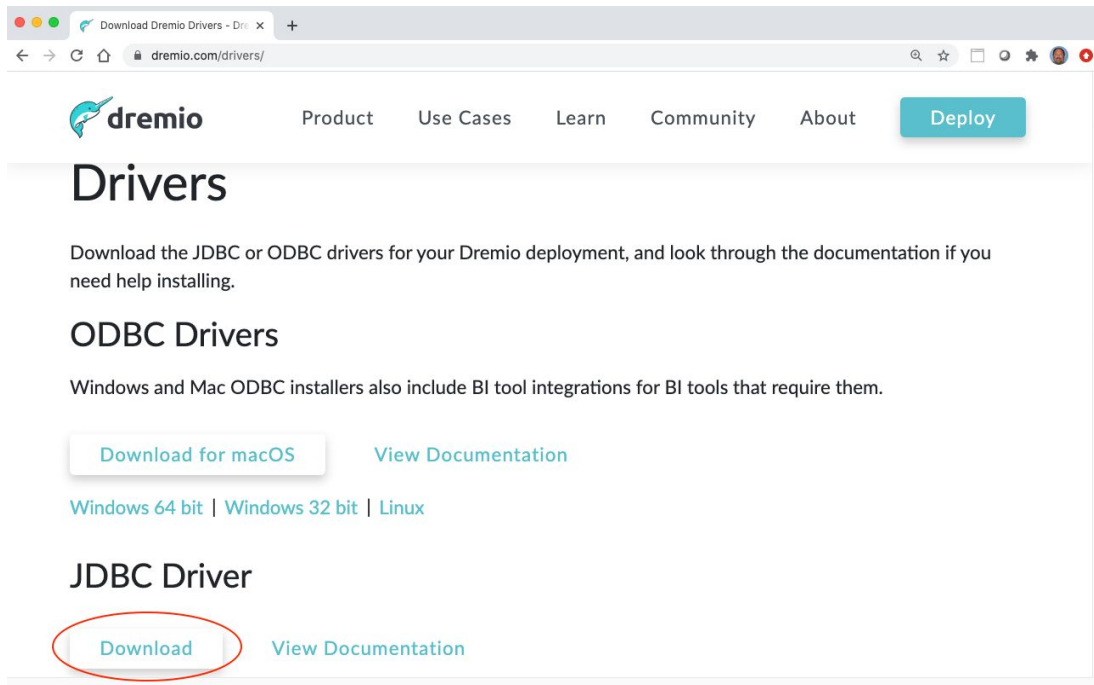 Download Dremio Drivers - Dre
dremio.com/drivers/
dremio Product Use Cases Learn Community About Deploy
Drivers
Download the JDBC or ODBC drivers for your Dremio deployment, and look through the documentation if you
need help installing.
ODBC Drivers
Windows and Mac ODBC installers also include BI tool integrations for BI tools that require them.
Download for macOS View Documentation
Windows 64 bit | Windows 32 bit | Linux
JDBC Driver
Download View Documentation